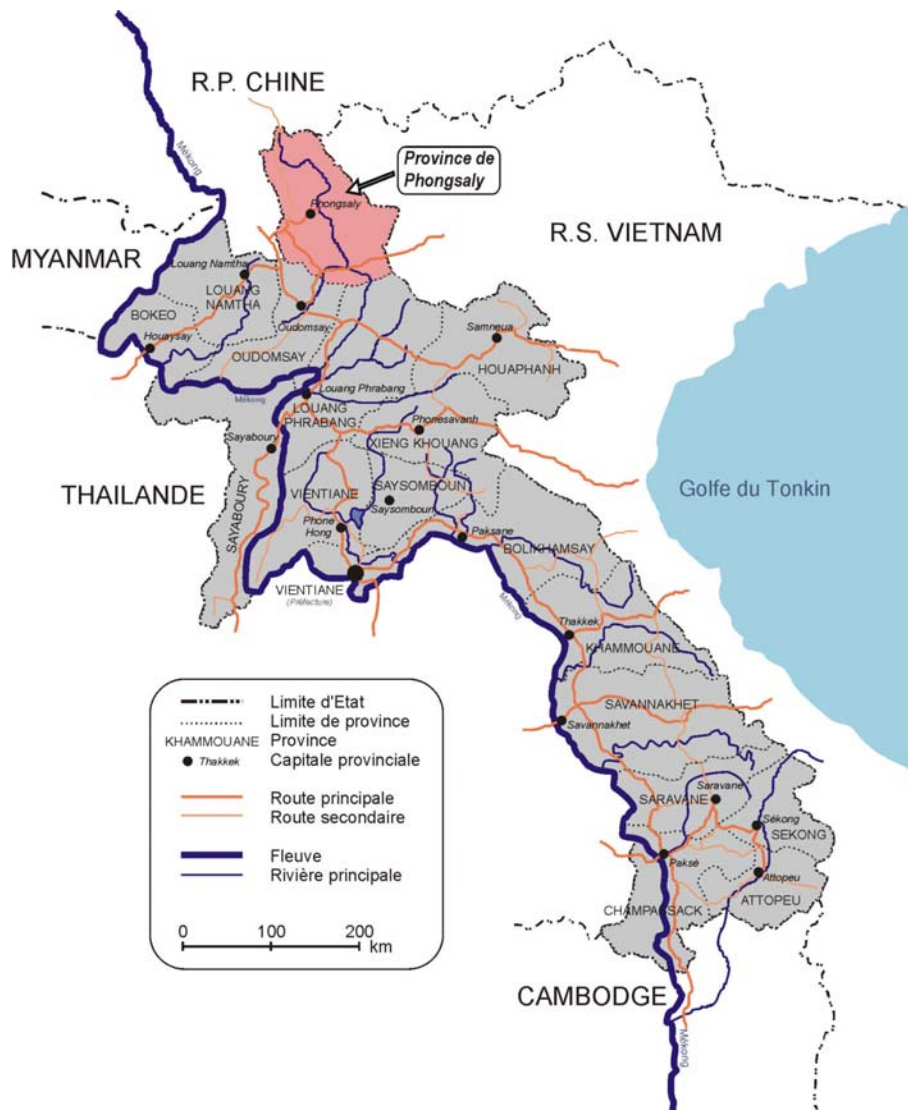 R.P. CHINE
Mékong
Province de
Phongsaly
Phongsaly
R.S. VIETNAM
MYANMAR
Louang Namtha
LOUANG
NAMTHA
BOKEO
Houaysay
Oudomsay
OUDOMSAY
Samneua
HOUAPHANH
Mékong
Louang Phrabang
LOUANG
PHRABANG
Phonesavanh
XIENG KHOUANG
Sayaboury
SAYABOURY
THAILANDE
Golfe du Tonkin
VIENTIANE
SAYSOMBOUN
Saysomboun
Phone
Hong
Paksane
BOLIKHAMSAY
VIENTIANE
(Préfecture)
Mékong
Thakkek
KHAMMOUANE
SAVANNAKHET
Savannakhet
Saravane
SARAVANE
Sékong
SEKONG
Paksé
Attopeu
ATTOPEU
CHAMPASSACK
CAMBODGE
Mékong
Limite d'Etat
Limite de province
KHAMMOUANE Province
Thakkek Capitale provinciale
Route principale
Route secondaire
Fleuve
Rivière principale
0 100 200
km